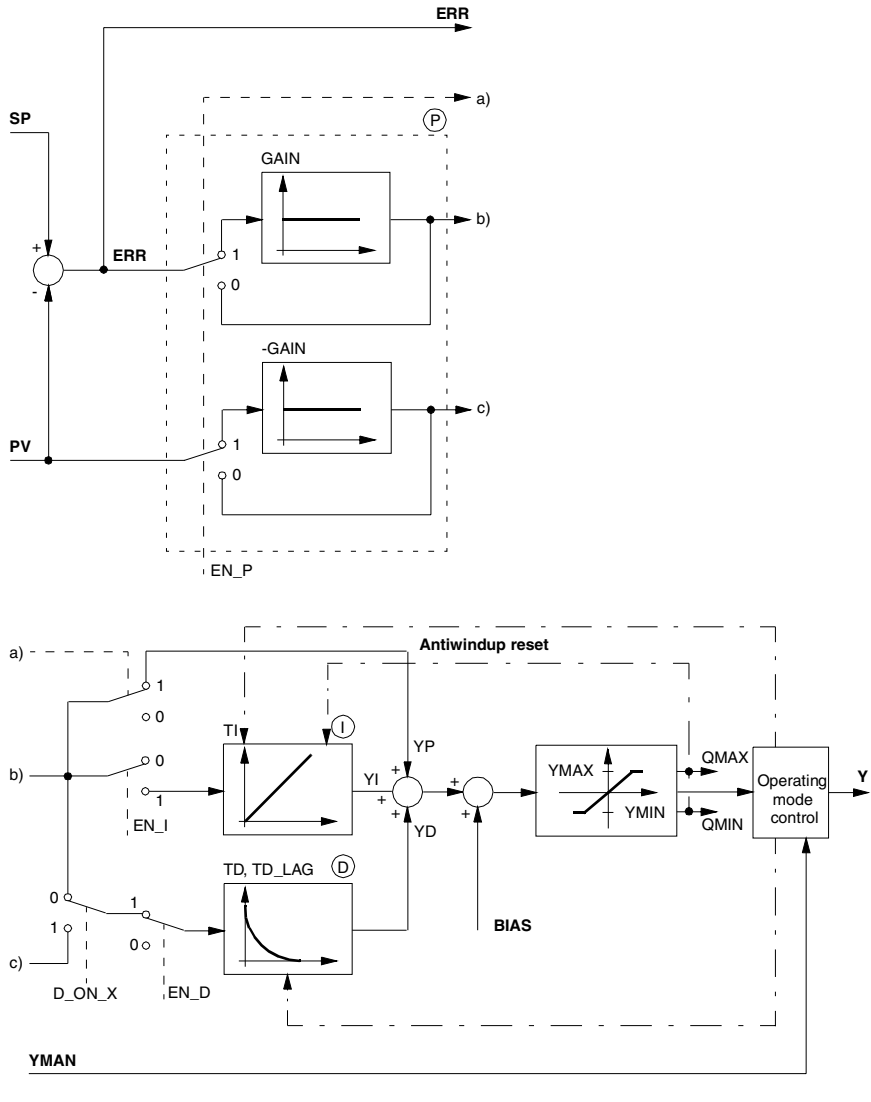 ERR
a)
P
SP
GAIN
b)
+
ERR
1
-
0
-GAIN
c)
PV
1
0
EN_P
a)
Antiwindup reset
1
0
TI
I
YP
QMAX
b)
0
YI
+
+
+
YMAX
Operating
mode
control
Y
1
+
+
YMIN
EN_I
YD
QMIN
TD, TD_LAG
D
0
1
BIAS
1
0
c)
D_ON_X
EN_D
YMAN